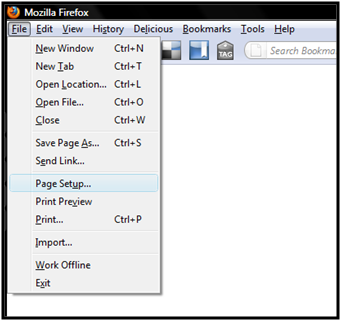 Mozilla Firefox
File Edit View History Delicious Bookmarks Tools Help
TAG Search Bookma
New Window Ctrl+N
New Tab Ctrl+T
Open Location... Ctrl+L
Open File... Ctrl+O
Close Ctrl+W
Save Page As... Ctrl+S
Send Link...
Page Setup...
Print Preview
Print... Ctrl+P
Import...
Work Offline
Exit